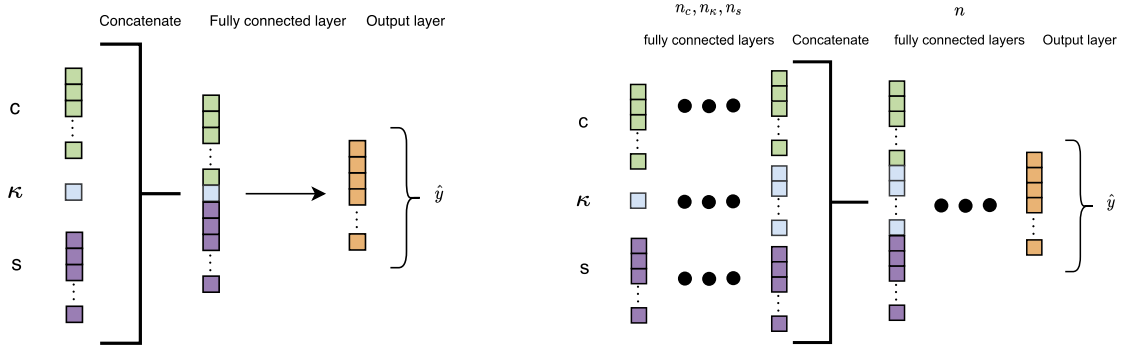 Concatenate Fully connected layer Output layer
c
κ
s
ŷ
n_c, n_κ, n_s n
fully connected layers Concatenate fully connected layers Output layer
c
κ
s
ŷ